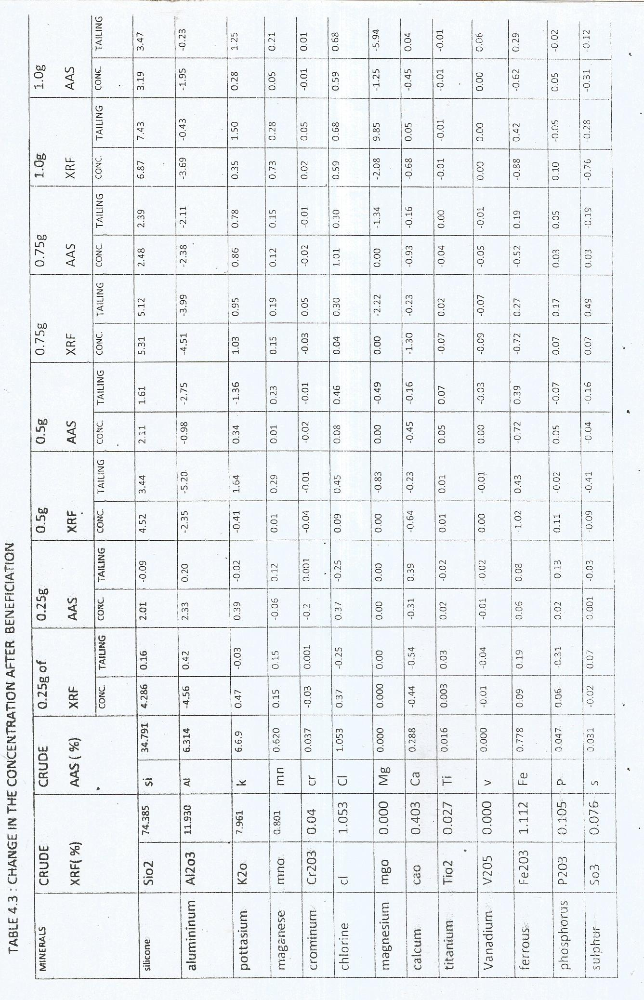 TABLE 4.3 : CHANGE IN THE CONCENTRATION AFTER BENEFICIATION
MINERALS CRUDE CRUDE 0.25g of 0.25g 0.5g 0.5g 0.75g 0.75g 1.0g 1.0g
XRF(%) AAS(%) XRF AAS XRF AAS XRF AAS XRF AAS
CONC. TAILING CONC. TAILING CONC. TAILING CONC. TAILING CONC. TAILING CONC. TAILING CONC. TAILING CONC. TAILING
silicone Sio2 74.385 si 34.791 4.286 0.16 2.01 -0.09 4.52 3.44 2.11 1.61 5.31 5.12 2.48 2.39 6.87 7.43 3.19 3.47
alumininum Al2o3 11.930 Al 6.314 -4.56 0.42 2.33 0.20 -2.35 -5.20 -0.98 -2.75 -4.51 -3.99 -2.38 -2.11 -3.69 -0.43 -1.95 -0.23
pottasium K2o 7.961 k 6.6.9 0.47 -0.03 0.39 -0.02 -0.41 1.64 0.34 -1.36 1.03 0.95 0.86 0.78 0.35 1.50 0.28 1.25
maganese mno 0.801 mn 0.620 0.15 0.15 -0.06 0.12 0.01 0.29 0.01 0.23 0.15 0.19 0.12 0.15 0.73 0.28 0.05 0.21
crominum Cr203 0.04 cr 0.037 -0.03 0.001 -0.2 0.001 -0.04 -0.01 -0.02 -0.01 -0.03 0.05 -0.02 -0.01 0.02 0.05 -0.01 0.01
chlorine cl 1.053 Cl 1.053 0.37 -0.25 0.37 -0.25 0.09 0.45 0.08 0.46 0.04 0.30 1.01 0.30 0.59 0.68 0.59 0.68
magnesium mgo 0.000 Mg 0.000 0.000 0.00 0.00 0.00 0.00 -0.83 0.00 -0.49 0.00 -2.22 0.00 -1.34 -2.08 9.85 -1.25 -5.94
calcum cao 0.403 Ca 0.288 -0.44 -0.54 -0.31 0.39 -0.64 -0.23 -0.45 -0.16 -1.30 -0.23 -0.93 -0.16 -0.68 0.05 -0.45 0.04
titanium Tio2 0.027 Ti 0.016 0.003 0.03 0.02 -0.02 0.01 0.01 0.05 0.07 -0.07 0.02 -0.04 0.00 -0.01 -0.01 -0.01 -0.01
Vanadium V205 0.000 v 0.000 -0.01 -0.04 -0.01 -0.02 0.00 -0.01 0.00 -0.03 -0.09 -0.07 -0.05 -0.01 0.00 0.00 0.00 0.06
ferrous Fe203 1.112 Fe 0.778 0.09 0.19 0.06 0.08 -1.02 0.43 -0.72 0.39 -0.72 0.27 -0.52 0.19 -0.88 0.42 -0.62 0.29
phosphorus P203 0.105 P 0.047 0.06 -0.31 0.02 -0.13 0.11 -0.02 0.05 -0.07 0.07 0.17 0.03 0.05 0.10 -0.05 0.05 -0.02
sulphur So3 0.076 s 0.031 -0.02 0.07 0.001 -0.03 -0.09 -0.41 -0.04 -0.16 0.07 0.49 0.03 -0.19 -0.76 -0.28 -0.31 -0.12